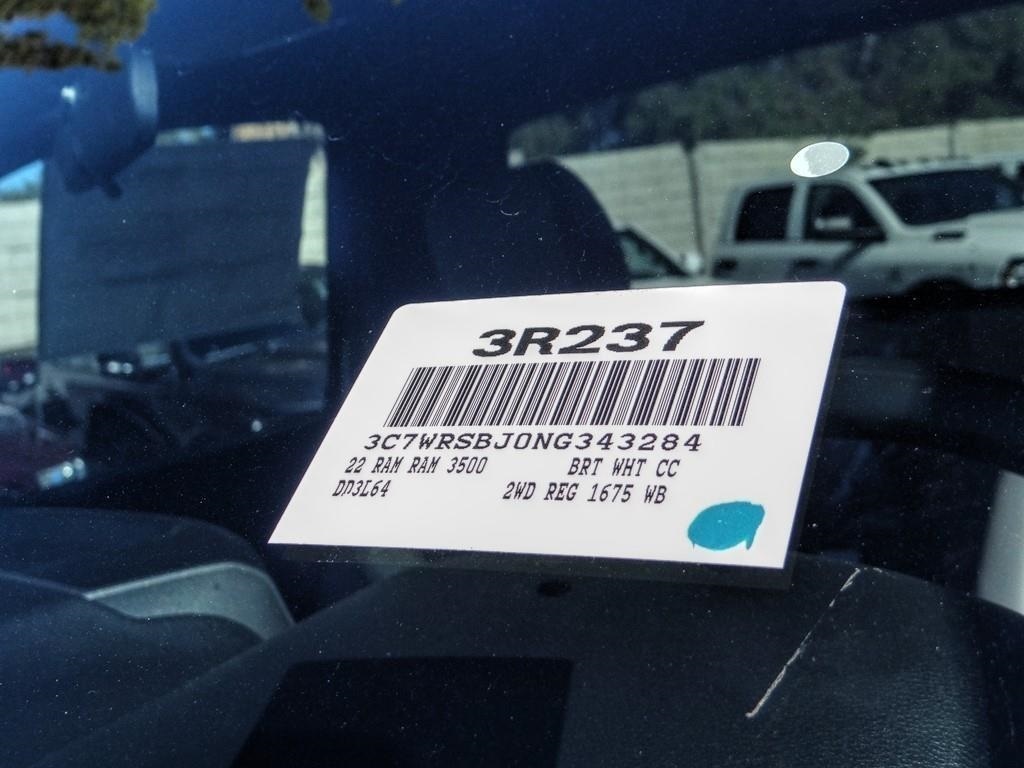 3R237
3C7WRSBJ0NG343284
22 RAM RAM 3500 BRT WHT CC
DD3L64 2WD REG 1675 WB